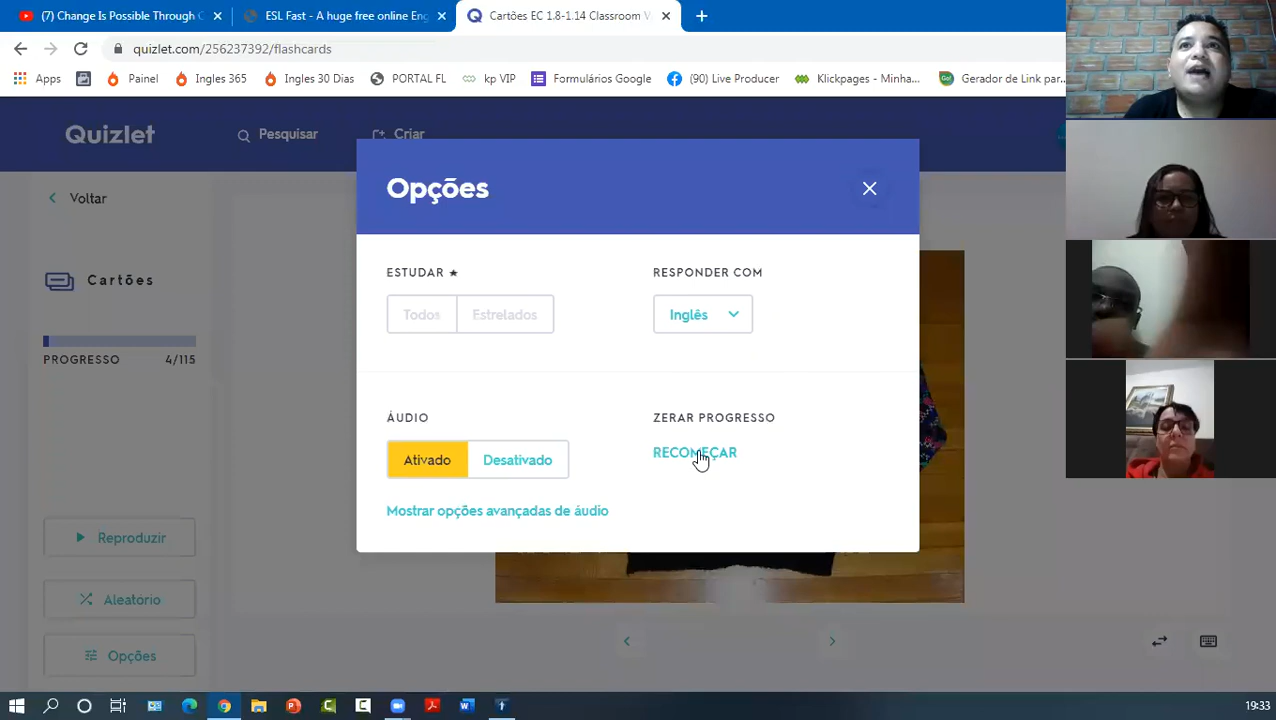 (7) Change Is Possible Through C
ESL Fast - A huge free online Eng
Cartões EC 1.8-1.14 Classroom V
quizlet.com/256237392/flashcards
Apps
Painel
Ingles 365
Ingles 30 Dias
PORTAL FL
kp VIP
Formulários Google
(90) Live Producer
Klickpages - Minha...
Gerador de Link par...
Quizlet
Pesquisar
Criar
Opções
Voltar
Cartões
PROGRESSO 4/115
ESTUDAR ★
RESPONDER COM
Todos
Estrelados
Inglês
ÁUDIO
ZERAR PROGRESSO
Ativado
Desativado
RECOMEÇAR
Mostrar opções avançadas de áudio
Reproduzir
Aleatorio
Opções
19:33